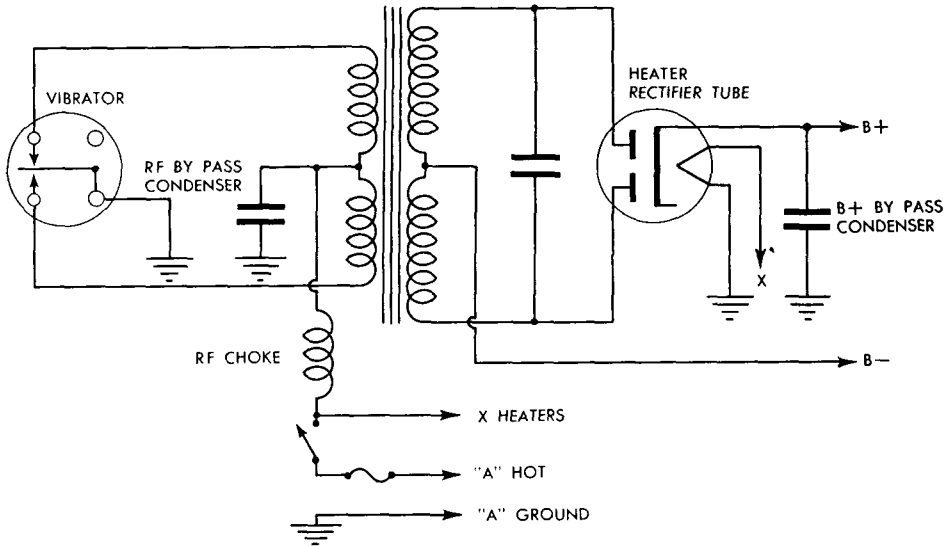 HEATER
RECTIFIER TUBE
VIBRATOR
B+
RF BY PASS
CONDENSER
B+ BY PASS
CONDENSER
X
RF CHOKE
B−
X HEATERS
"A" HOT
"A" GROUND